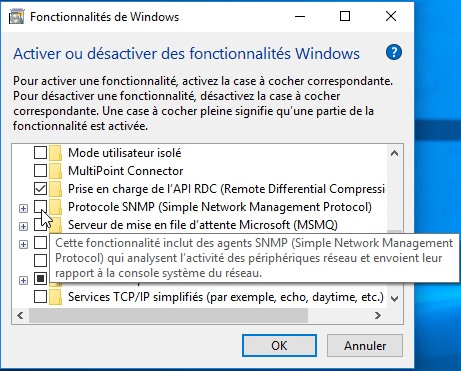 Fonctionnalités de Windows
Activer ou désactiver des fonctionnalités Windows
?
Pour activer une fonctionnalité, activez la case à cocher correspondante.
Pour désactiver une fonctionnalité, désactivez la case à cocher
correspondante. Une case à cocher pleine signifie qu'une partie de la
fonctionnalité est activée.
Mode utilisateur isolé
MultiPoint Connector
Prise en charge de l'API RDC (Remote Differential Compressi
Protocole SNMP (Simple Network Management Protocol)
Serveur de mise en file d'attente Microsoft (MSMQ)
Cette fonctionnalité inclut des agents SNMP (Simple Network Management
Protocol) qui analysent l'activité des périphériques réseau et envoient leur
rapport à la console système du réseau.
Services TCP/IP simplifiés (par exemple, echo, daytime, etc.)
OK
Annuler